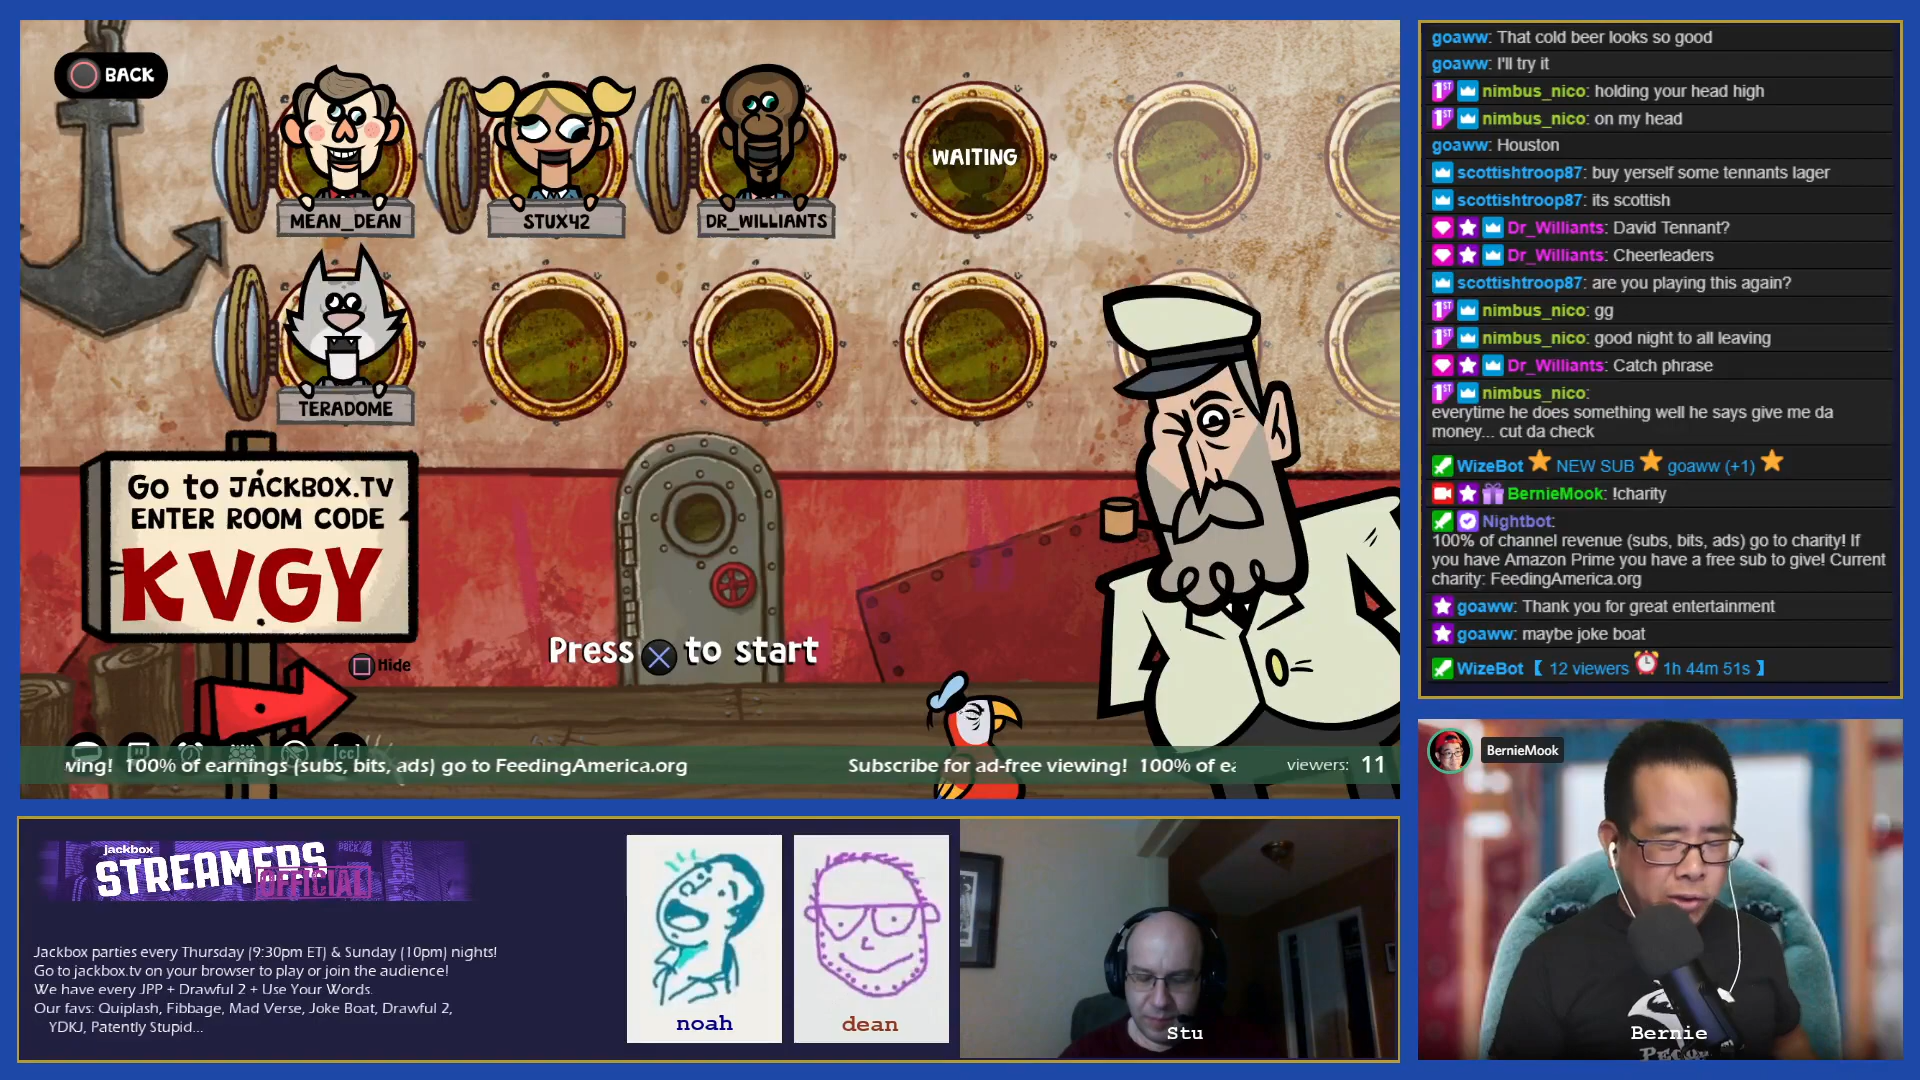 BACK
WAITING
MEAN_DEAN
STUX42
DR_WILLIANTS
TERADOME
Go to JACKBOX.TV
ENTER ROOM CODE
KVGY
Hide
Press to start
[cc]
wing! 100% of earnings (subs, bits, ads) go to FeedingAmerica.org
Subscribe for ad-free viewing! 100% of ea
viewers: 11
jackbox
STREAMERS
OFFICIAL
Jackbox parties every Thursday (9:30pm ET) & Sunday (10pm) nights!
Go to jackbox.tv on your browser to play or join the audience!
We have every JPP + Drawful 2 + Use Your Words.
Our favs: Quiplash, Fibbage, Mad Verse, Joke Boat, Drawful 2,
YDKJ, Patently Stupid...
noah
dean
Stu
goaww: That cold beer looks so good
goaww: I'll try it
1ST nimbus_nico: holding your head high
1ST nimbus_nico: on my head
goaww: Houston
scottishtroop87: buy yerself some tennants lager
scottishtroop87: its scottish
Dr_Williants: David Tennant?
Dr_Williants: Cheerleaders
scottishtroop87: are you playing this again?
1ST nimbus_nico: gg
1ST nimbus_nico: good night to all leaving
Dr_Williants: Catch phrase
1ST nimbus_nico:
everytime he does something well he says give me da
money... cut da check
WizeBot NEW SUB goaww (+1)
BernieMook: !charity
Nightbot:
100% of channel revenue (subs, bits, ads) go to charity! If
you have Amazon Prime you have a free sub to give! Current
charity: FeedingAmerica.org
goaww: Thank you for great entertainment
goaww: maybe joke boat
WizeBot 【 12 viewers 1h 44m 51s 】
BernieMook
Bernie